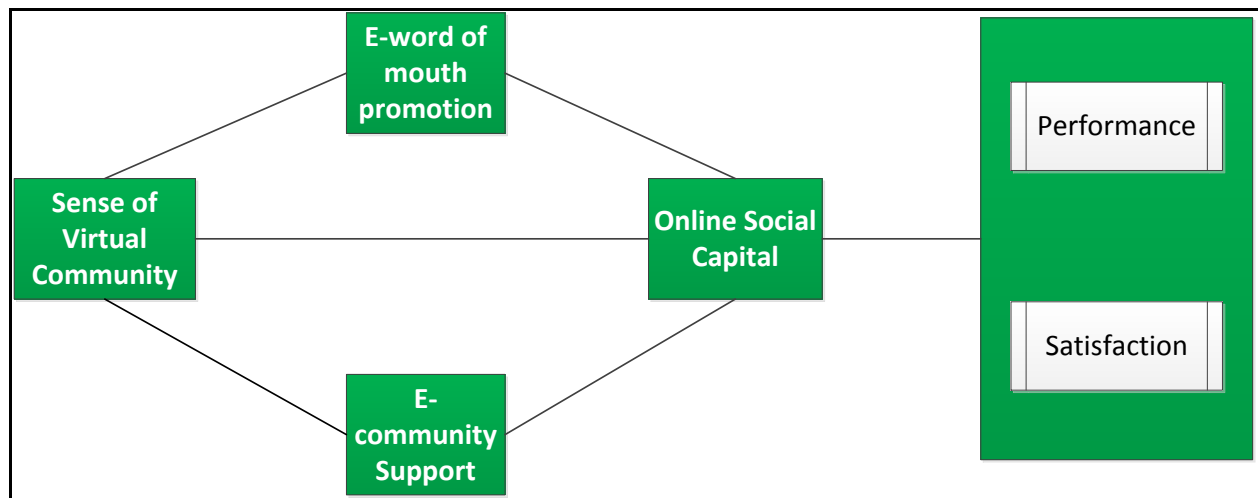 E-word of
mouth
promotion
Sense of
Virtual
Community
Online Social
Capital
E-
community
Support
Performance
Satisfaction